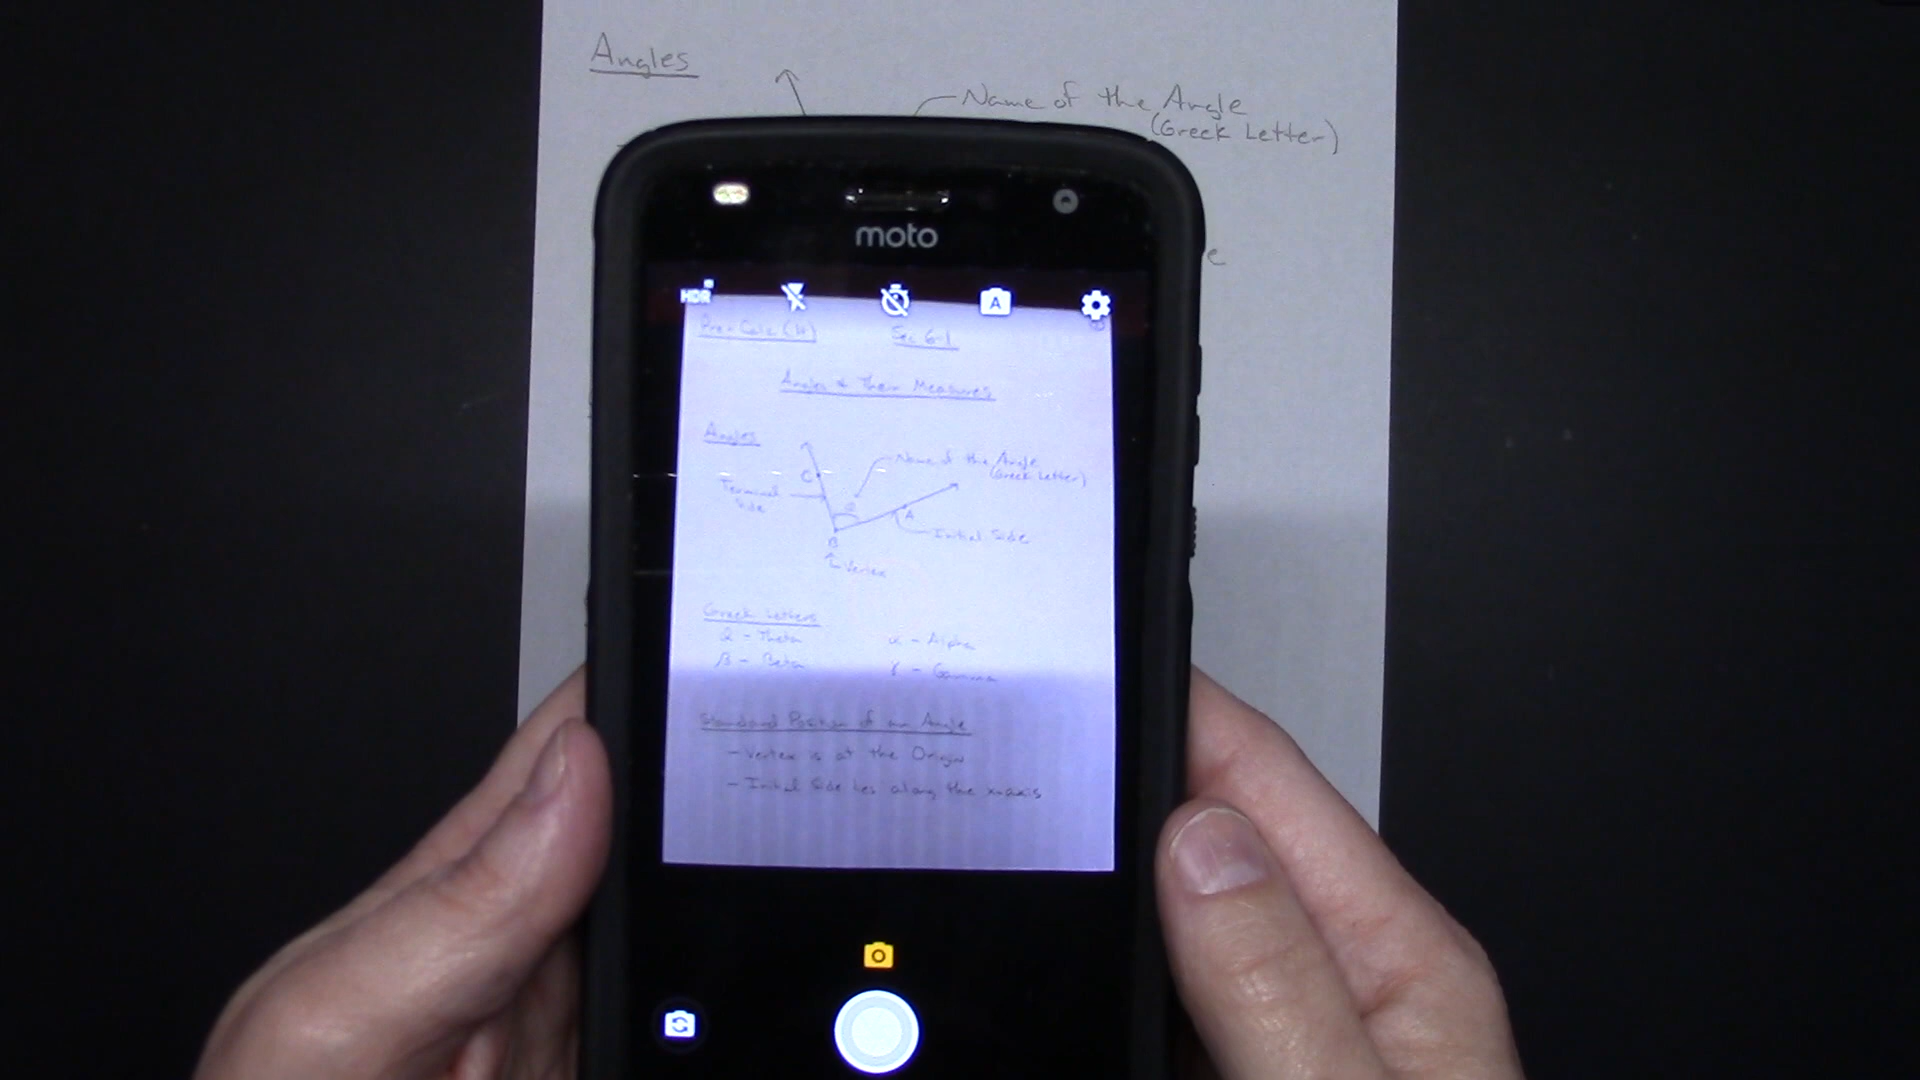 Angles
Name of the Angle
(Greek Letter)
e
moto
HDR
A
Pre-Calc (H)
Sec 6-1
Angles & Their Measures
Angles
Name of the Angle
(Greek Letter)
C
Terminal
Side
θ
A
Initial Side
B
Vertex
Greek Letters
θ - Theta
α - Alpha
β - Beta
γ - Gamma
Standard Position of an Angle
- Vertex is at the Origin
- Initial Side lies along the x-axis